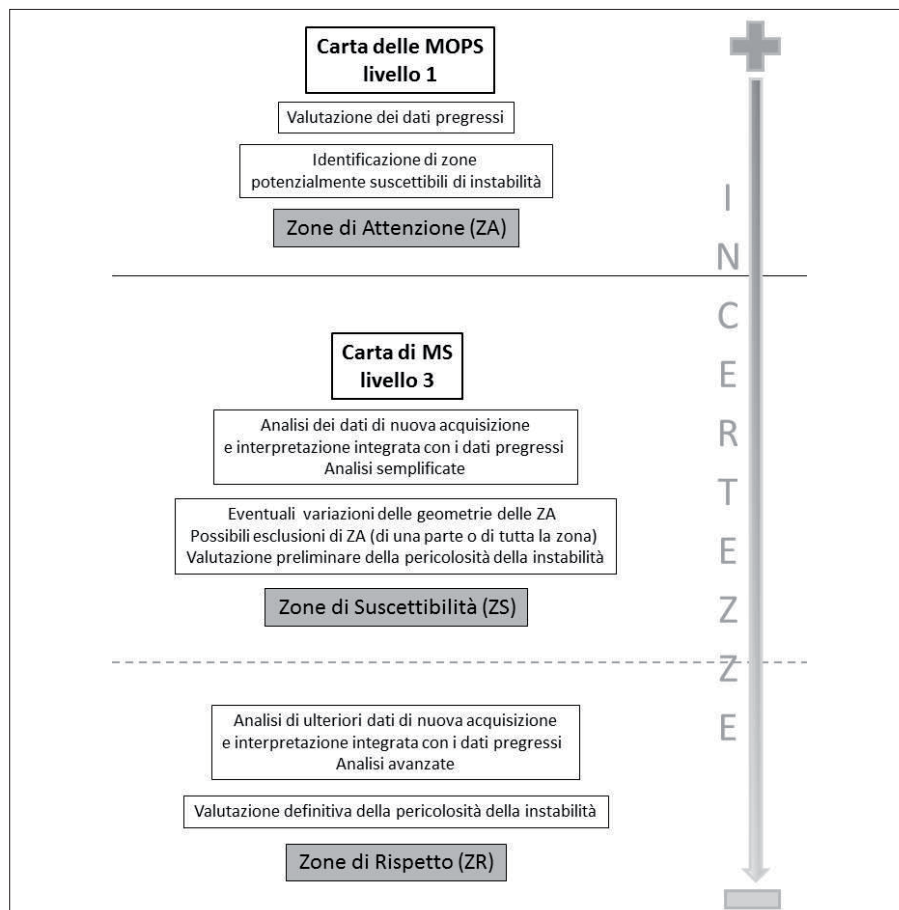 Carta delle MOPS
livello 1
Valutazione dei dati pregressi
Identificazione di zone
potenzialmente suscettibili di instabilità
Zone di Attenzione (ZA)
Carta di MS
livello 3
Analisi dei dati di nuova acquisizione
e interpretazione integrata con i dati pregressi
Analisi semplificate
Eventuali variazioni delle geometrie delle ZA
Possibili esclusioni di ZA (di una parte o di tutta la zona)
Valutazione preliminare della pericolosità della instabilità
Zone di Suscettibilità (ZS)
Analisi di ulteriori dati di nuova acquisizione
e interpretazione integrata con i dati pregressi
Analisi avanzate
Valutazione definitiva della pericolosità della instabilità
Zone di Rispetto (ZR)
INCERTEZZE